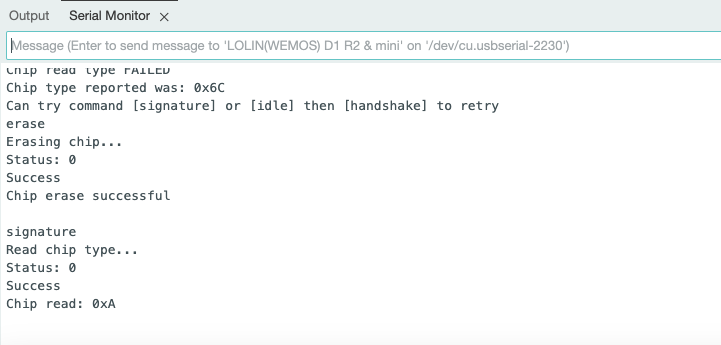 Output Serial Monitor
Message (Enter to send message to 'LOLIN(WEMOS) D1 R2 & mini' on '/dev/cu.usbserial-2230')
Chip read type FAILED
Chip type reported was: 0x6C
Can try command [signature] or [idle] then [handshake] to retry
erase
Erasing chip...
Status: 0
Success
Chip erase successful
signature
Read chip type...
Status: 0
Success
Chip read: 0xA